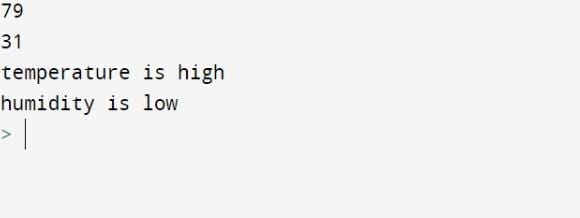 79
31
temperature is high
humidity is low
>